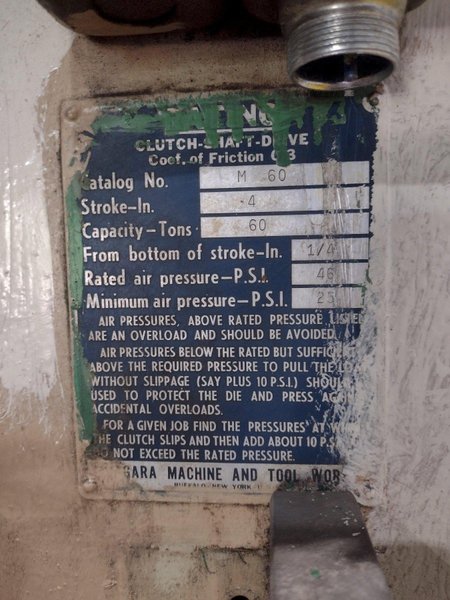 CLUTCH-SHAFT-DRIVE
Coef. of Friction 0.3
Catalog No. M 60
Stroke-In. 4
Capacity-Tons 60
From bottom of stroke-In. 1/4
Rated air pressure-P.S.I. 46
Minimum air pressure-P.S.I. 25
AIR PRESSURES, ABOVE RATED PRESSURE LISTED
ARE AN OVERLOAD AND SHOULD BE AVOIDED.
AIR PRESSURES BELOW THE RATED BUT SUFFICIENT
ABOVE THE REQUIRED PRESSURE TO PULL THE LOAD
WITHOUT SLIPPAGE (SAY PLUS 10 P.S.I.) SHOULD
USED TO PROTECT THE DIE AND PRESS AGAINST
ACCIDENTAL OVERLOADS.
FOR A GIVEN JOB FIND THE PRESSURES AT
THE CLUTCH SLIPS AND THEN ADD ABOUT 10 P.S.
DO NOT EXCEED THE RATED PRESSURE.
GARA MACHINE AND TOOL WOR
BUFFALO, NEW YORK